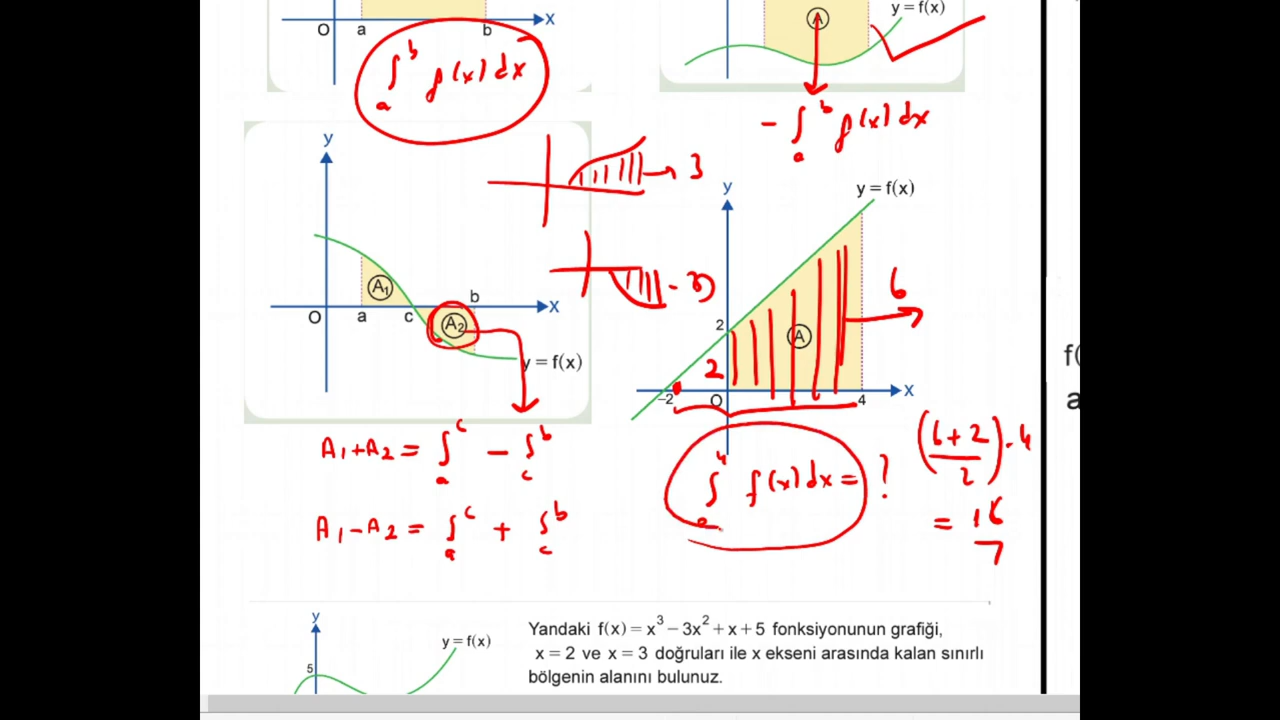 O a b x
∫ₐᵇ f(x) dx
y = f(x)
A
- ∫ₐᵇ f(x) dx
y
A₁
A₂
O a c b x
y = f(x)
3
- 3
y
y = f(x)
2
2
A
6
-2 O 4 x
A₁+A₂ = ∫ₐᶜ - ∫
b
c
A₁-A₂ = ∫ₐᶜ + ∫
b
c
∫₀⁴ f(x) dx = ?
(6+2/2)·4
= 16
f(
a
y
y = f(x)
5
Yandaki f(x) = x³ – 3x² + x + 5 fonksiyonunun grafiği,
x = 2 ve x = 3 doğruları ile x ekseni arasında kalan sınırlı
bölgenin alanını bulunuz.